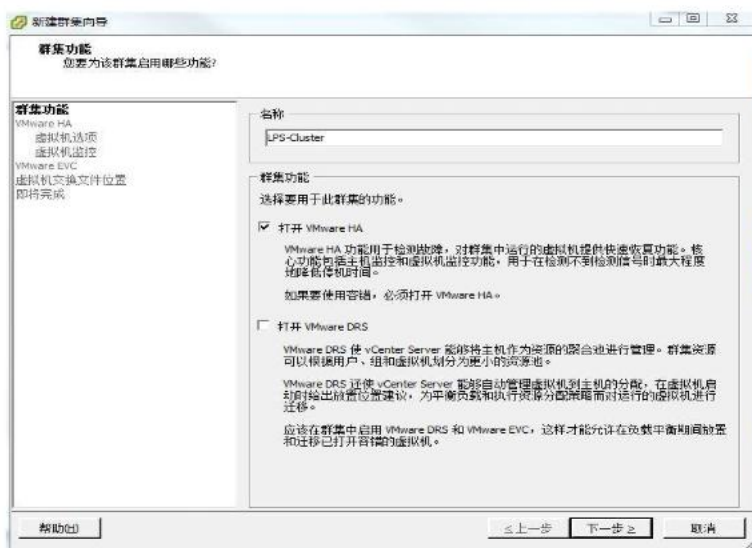 新建群集向导
群集功能
您要为该群集启用哪些功能?
群集功能
VMware HA
虚拟机选项
虚拟机监控
VMware EVC
虚拟机交换文件位置
即将完成
名称
LPS-Cluster
群集功能
选择要用于此群集的功能。
打开 VMware HA
VMware HA 功能用于检测故障，对群集中运行的虚拟机提供快速恢复功能。核
心功能包括主机监控和虚拟机监控功能，用于在检测不到检测信号时最大程度
地降低停机时间。
如果要使用容错，必须打开 VMware HA。
打开 VMware DRS
VMware DRS 使 vCenter Server 能够将主机作为资源的聚合池进行管理。群集资源
可以根据用户、组和虚拟机划分为更小的资源池。
VMware DRS 还使 vCenter Server 能够自动管理虚拟机到主机的分配，在虚拟机启
动时给出放置位置建议，为平衡负载和执行资源分配策略而对运行的虚拟机进行
迁移。
应该在群集中启用 VMware DRS 和 VMware EVC，这样才能允许在负载平衡期间放置
和迁移已打开容错的虚拟机。
帮助(H)
≤上一步
下一步≥
取消